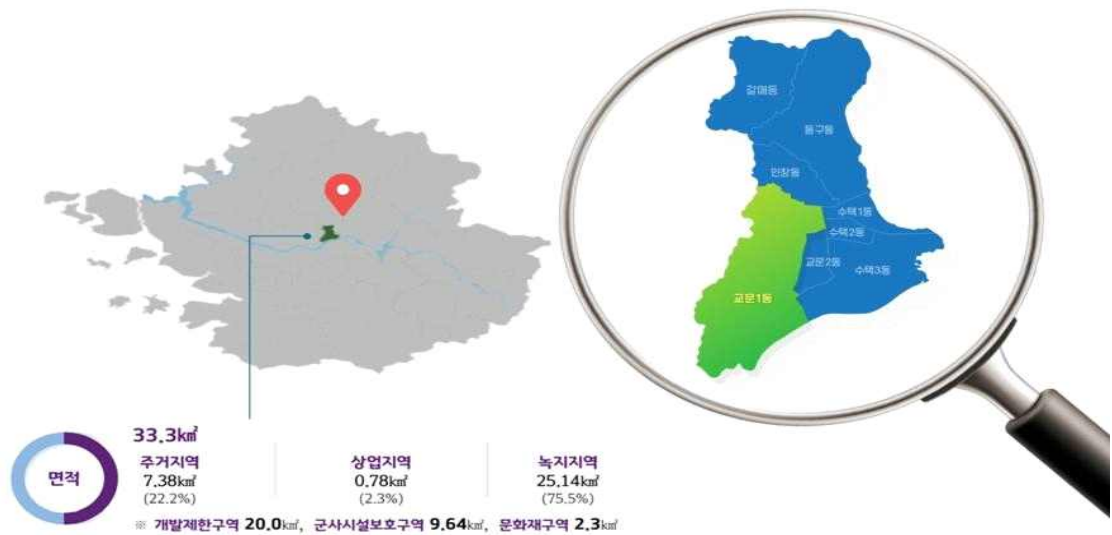 갈매동
동구동
인창동
수택1동
수택2동
교문2동
수택3동
교문1동
면적
33.3㎢
주거지역
7.38㎢
(22.2%)
상업지역
0.78㎢
(2.3%)
녹지지역
25.14㎢
(75.5%)
※ 개발제한구역 20.0㎢, 군사시설보호구역 9.64㎢, 문화재구역 2.3㎢